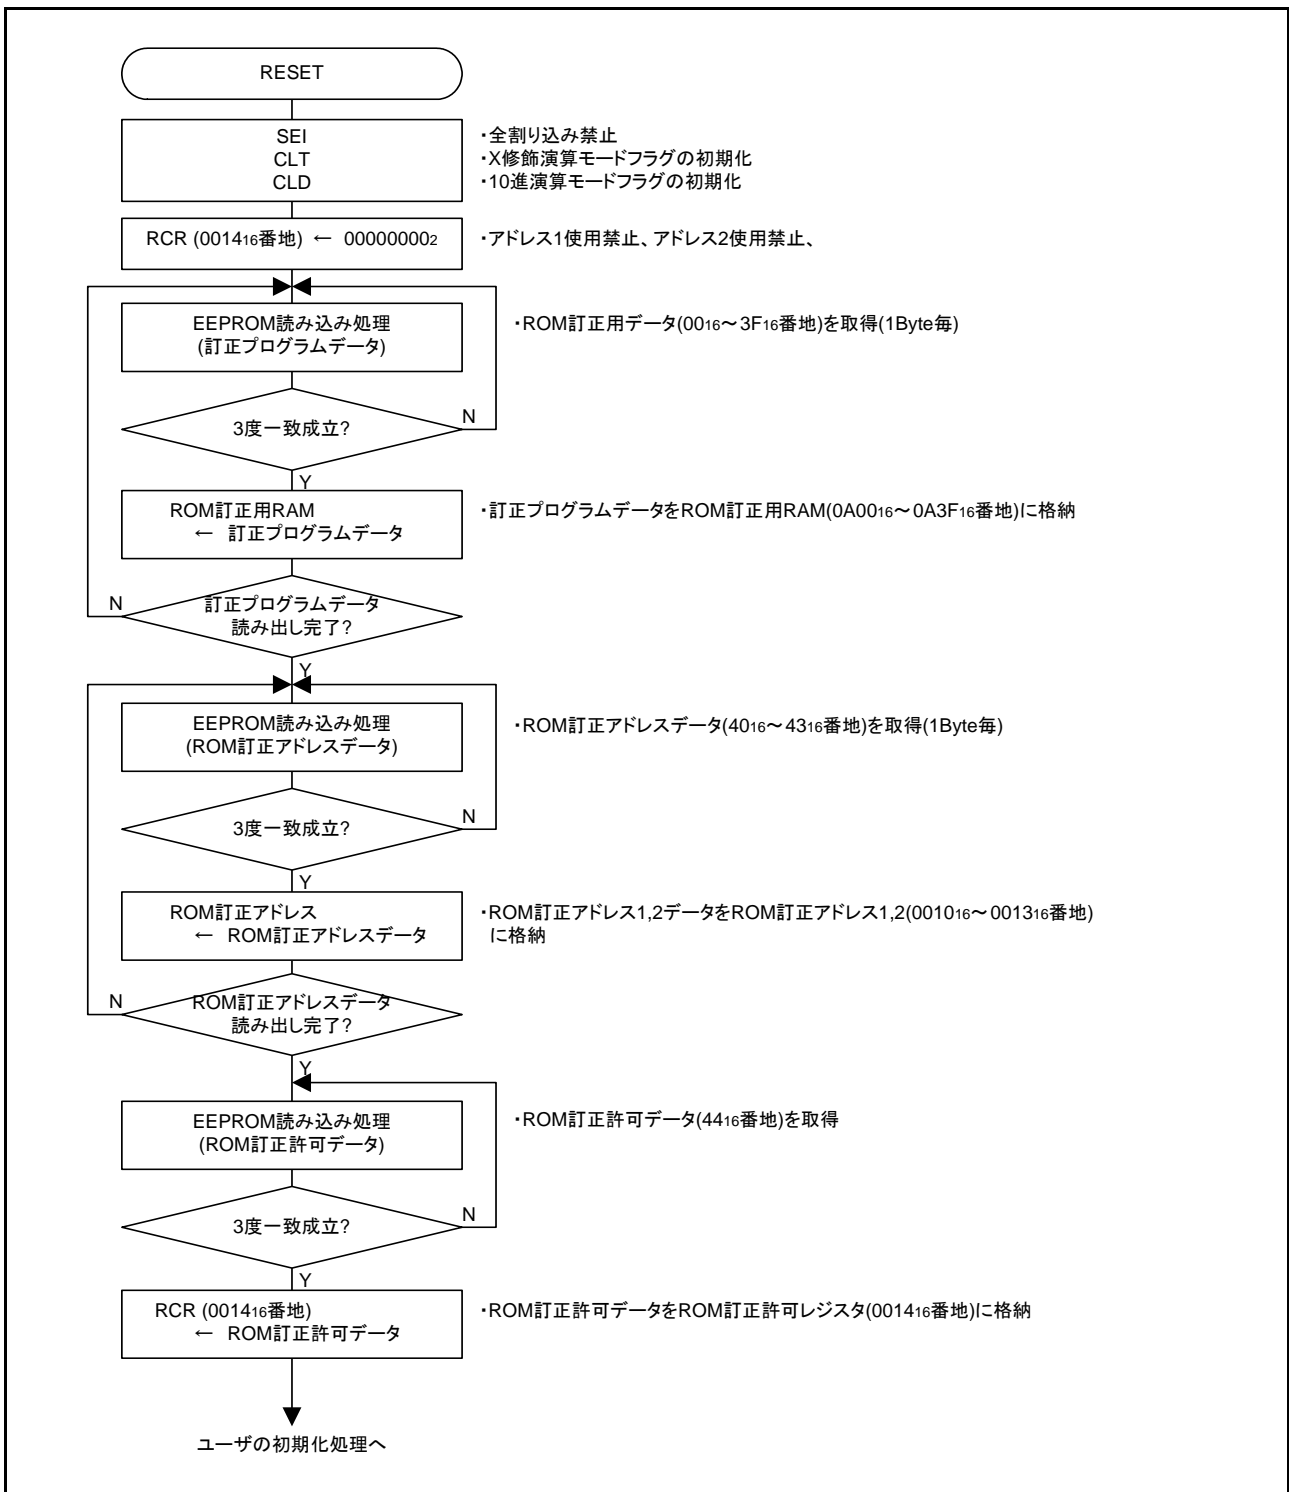 RESET
SEI
CLT
CLD
・全割り込み禁止
・X修飾演算モードフラグの初期化
・10進演算モードフラグの初期化
RCR (0014₁₆番地) ← 00000000₂
・アドレス1使用禁止、アドレス2使用禁止、
EEPROM読み込み処理
(訂正プログラムデータ)
・ROM訂正用データ(00₁₆～3F₁₆番地)を取得(1Byte毎)
3度一致成立?
N
Y
ROM訂正用RAM
← 訂正プログラムデータ
・訂正プログラムデータをROM訂正用RAM(0A00₁₆～0A3F₁₆番地)に格納
N
訂正プログラムデータ
読み出し完了?
Y
EEPROM読み込み処理
(ROM訂正アドレスデータ)
・ROM訂正アドレスデータ(40₁₆～43₁₆番地)を取得(1Byte毎)
3度一致成立?
N
Y
ROM訂正アドレス
← ROM訂正アドレスデータ
・ROM訂正アドレス1,2データをROM訂正アドレス1,2(0010₁₆～0013₁₆番地)
に格納
N
ROM訂正アドレスデータ
読み出し完了?
Y
EEPROM読み込み処理
(ROM訂正許可データ)
・ROM訂正許可データ(44₁₆番地)を取得
3度一致成立?
N
Y
RCR (0014₁₆番地)
← ROM訂正許可データ
・ROM訂正許可データをROM訂正許可レジスタ(0014₁₆番地)に格納
ユーザの初期化処理へ